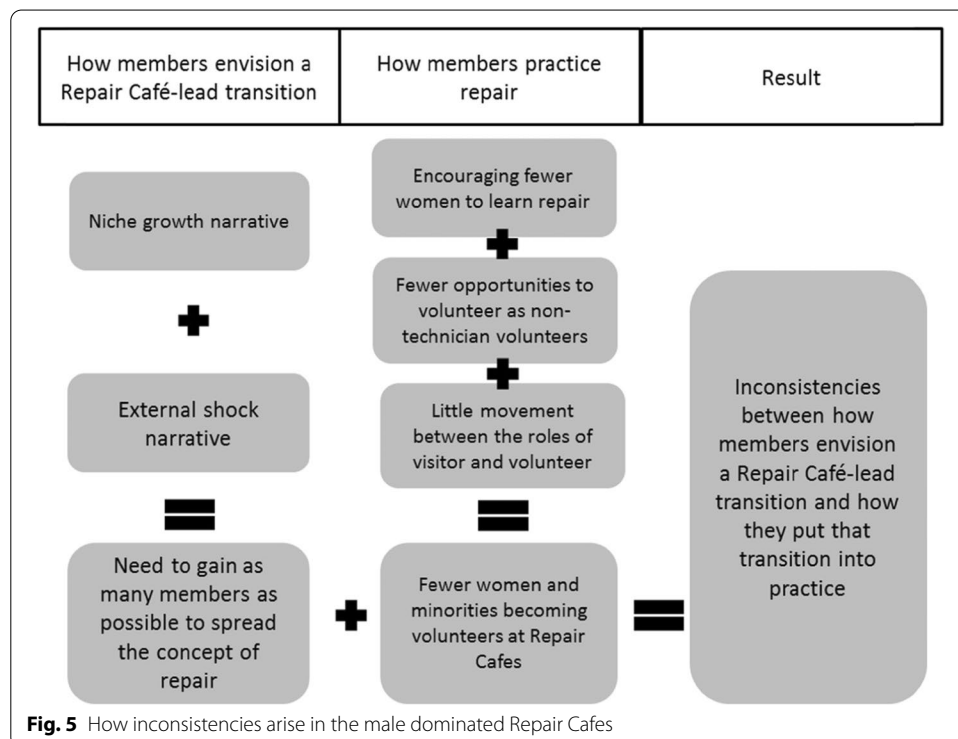 How members envision a
Repair Café-lead transition
How members practice
repair
Result
Niche growth narrative
External shock
narrative
Need to gain as
many members as
possible to spread
the concept of
repair
Encouraging fewer
women to learn repair
Fewer opportunities to
volunteer as non-
technician volunteers
Little movement
between the roles of
visitor and volunteer
Fewer women and
minorities becoming
volunteers at Repair
Cafes
Inconsistencies
between how
members envision
a Repair Café-lead
transition and how
they put that
transition into
practice
Fig. 5 How inconsistencies arise in the male dominated Repair Cafes